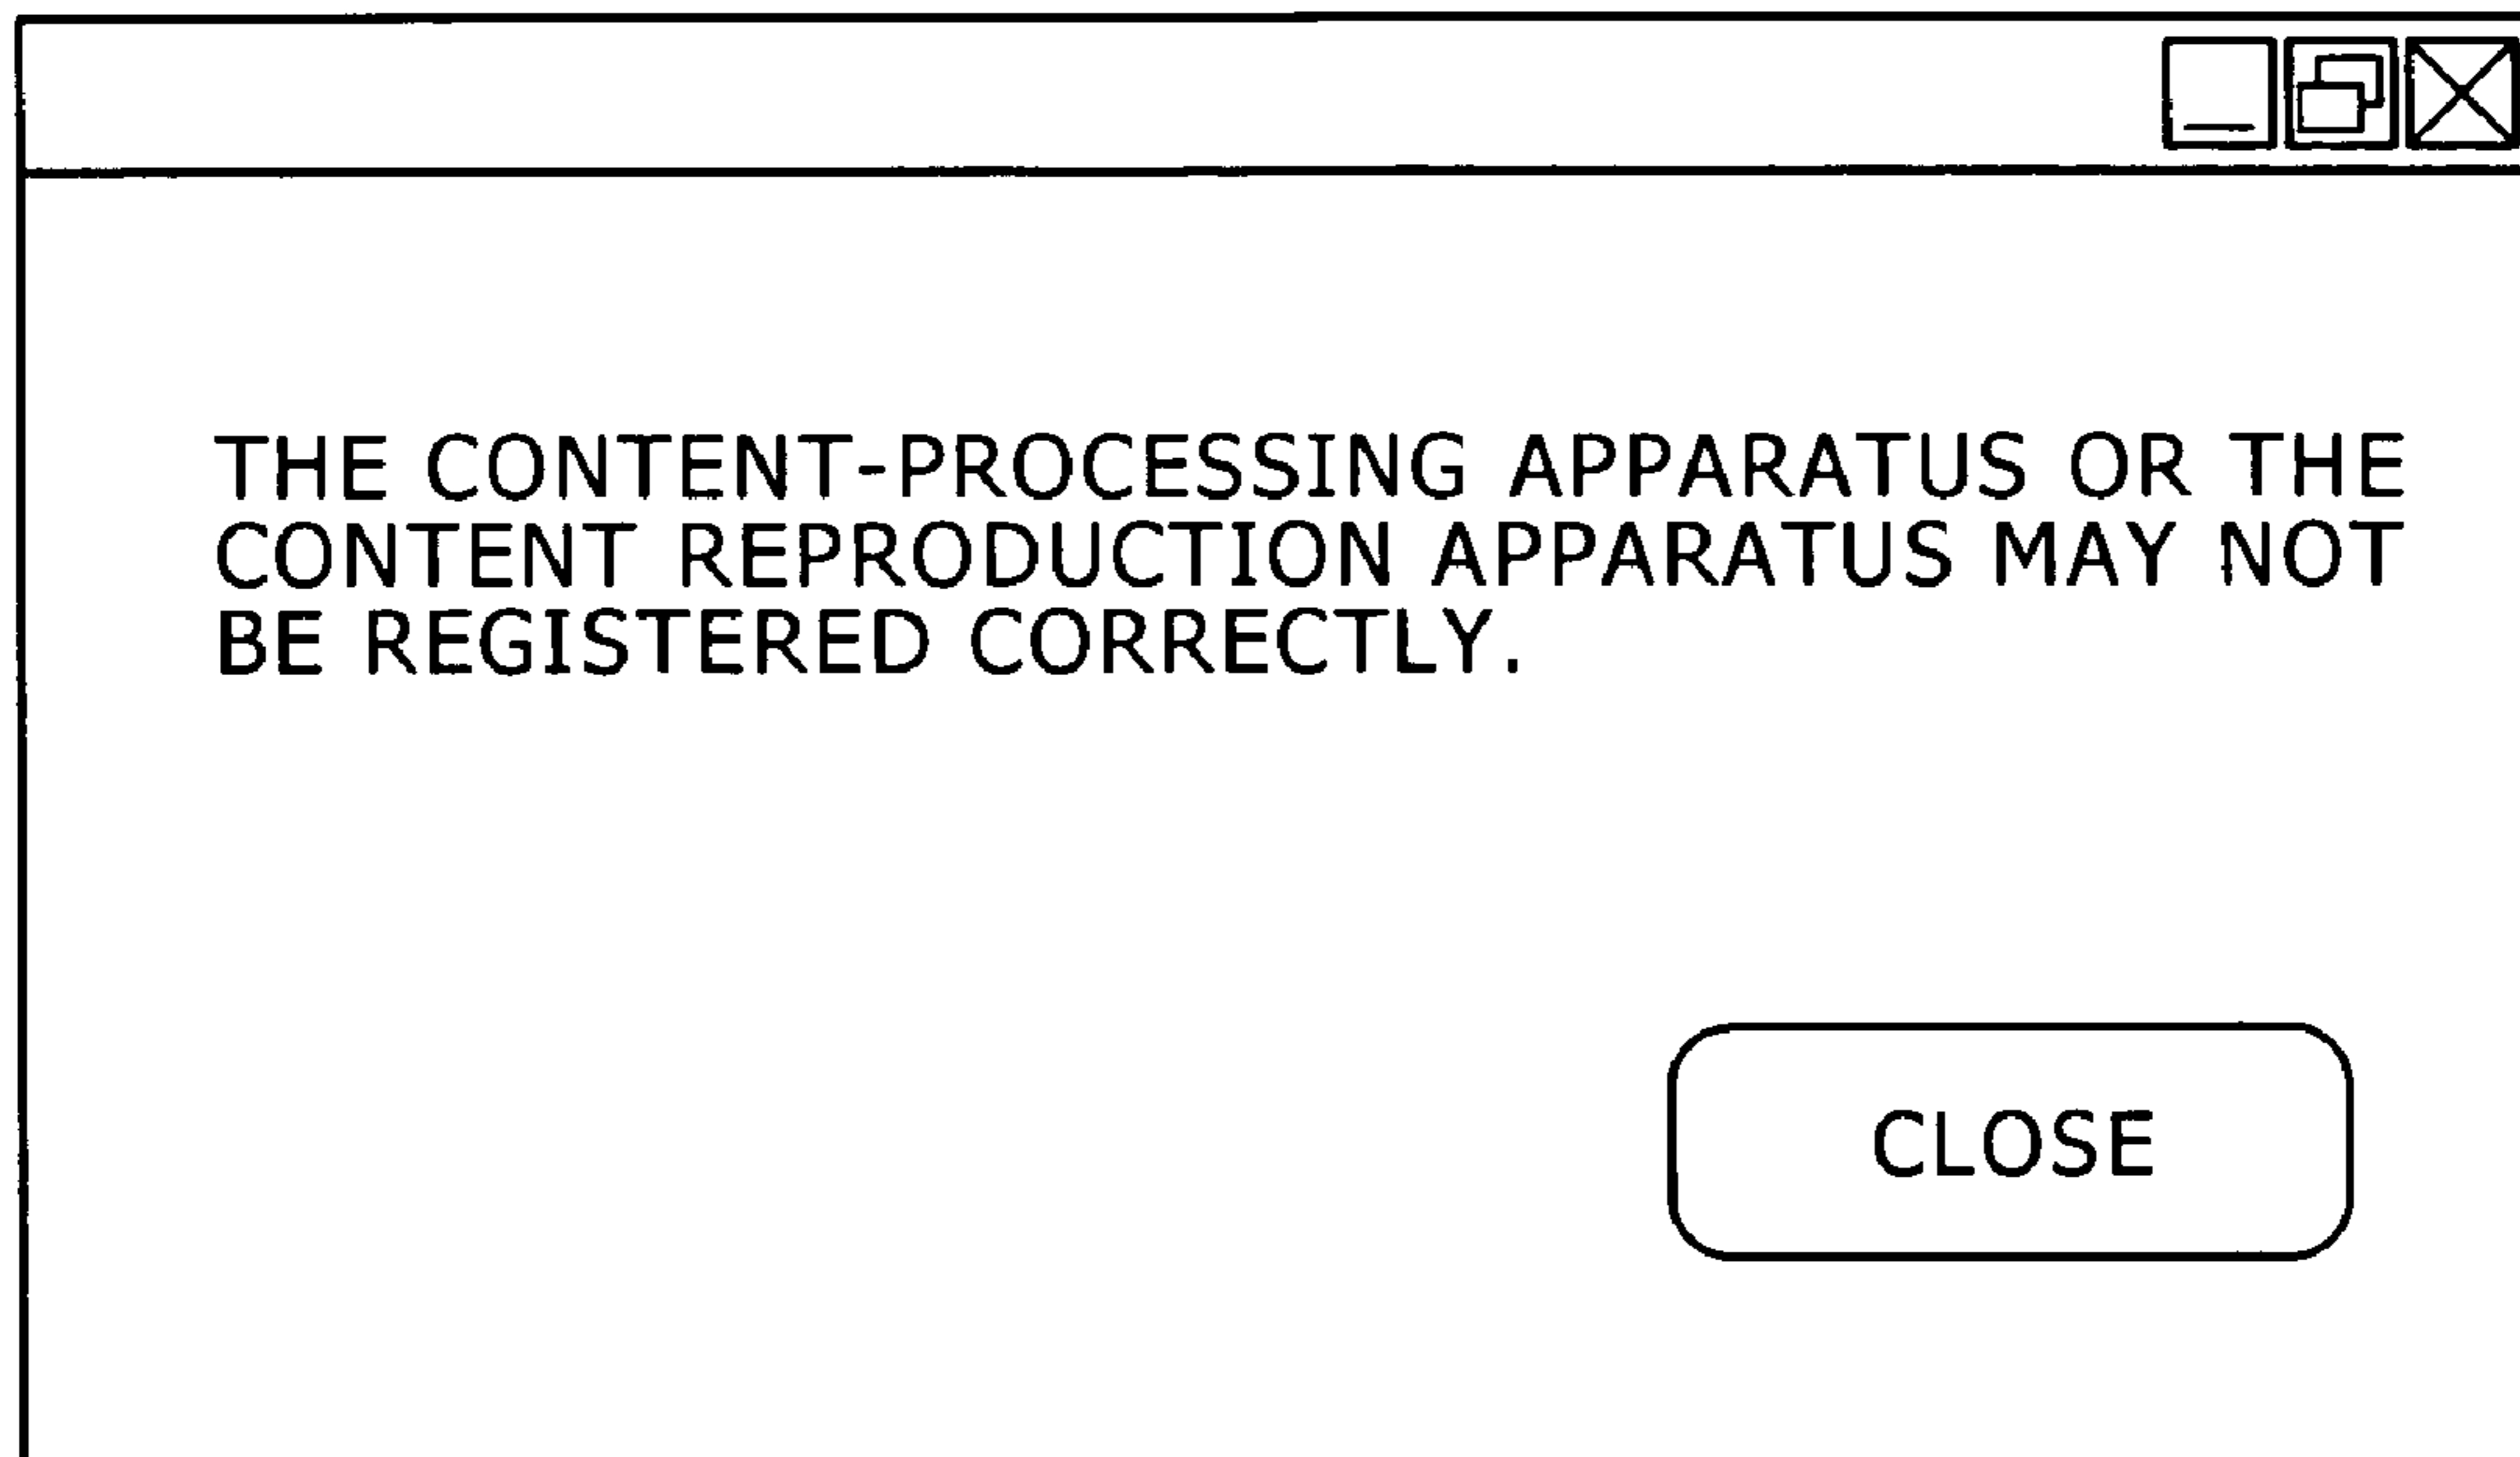 THE CONTENT-PROCESSING APPARATUS OR THE
CONTENT REPRODUCTION APPARATUS MAY NOT
BE REGISTERED CORRECTLY.
CLOSE